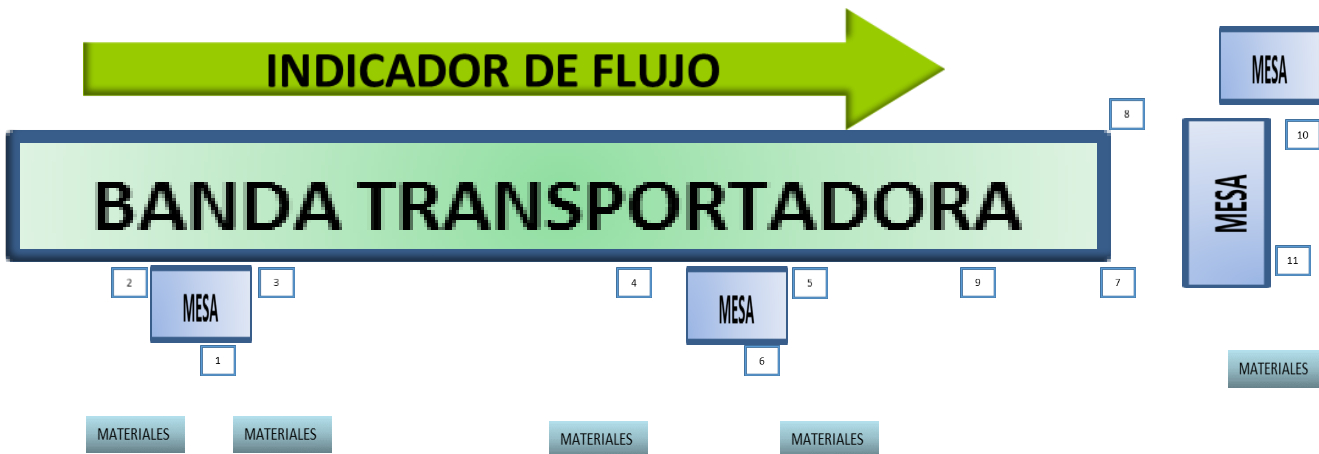 INDICADOR DE FLUJO
MESA
8
10
BANDA TRANSPORTADORA
MESA
11
2
MESA
3
4
MESA
5
9
7
1
6
MATERIALES
MATERIALES
MATERIALES
MATERIALES
MATERIALES